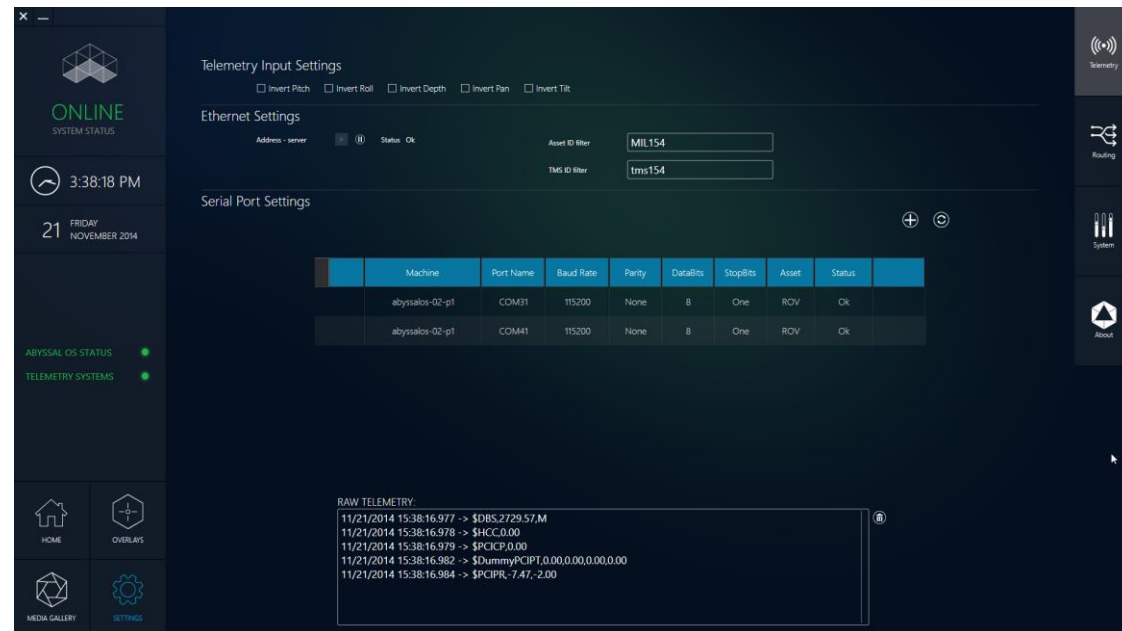 ONLINE
SYSTEM STATUS
3:38:18 PM
21 FRIDAY
NOVEMBER 2014
ABYSSAL OS STATUS
TELEMETRY SYSTEMS
HOME OVERLAYS
MEDIA GALLERY SETTINGS
Telemetry Input Settings
Invert Pitch Invert Roll Invert Depth Invert Pan Invert Tilt
Ethernet Settings
Address - server Status Ok Asset ID filter MIL154
TMS ID filter tms154
Serial Port Settings
Machine Port Name Baud Rate Parity DataBits StopBits Asset Status
abyssalos-02-p1 COM31 115200 None 8 One ROV Ok
abyssalos-02-p1 COM41 115200 None 8 One ROV Ok
RAW TELEMETRY:
11/21/2014 15:38:16.977 -> $DBS,2729.57,M
11/21/2014 15:38:16.978 -> $HCC,0.00
11/21/2014 15:38:16.979 -> $PCICP,0.00
11/21/2014 15:38:16.982 -> $DummyPCIPT,0.00,0.00,0.00,0.00
11/21/2014 15:38:16.984 -> $PCIPR,-7.47,-2.00
Telemetry
Routing
System
About